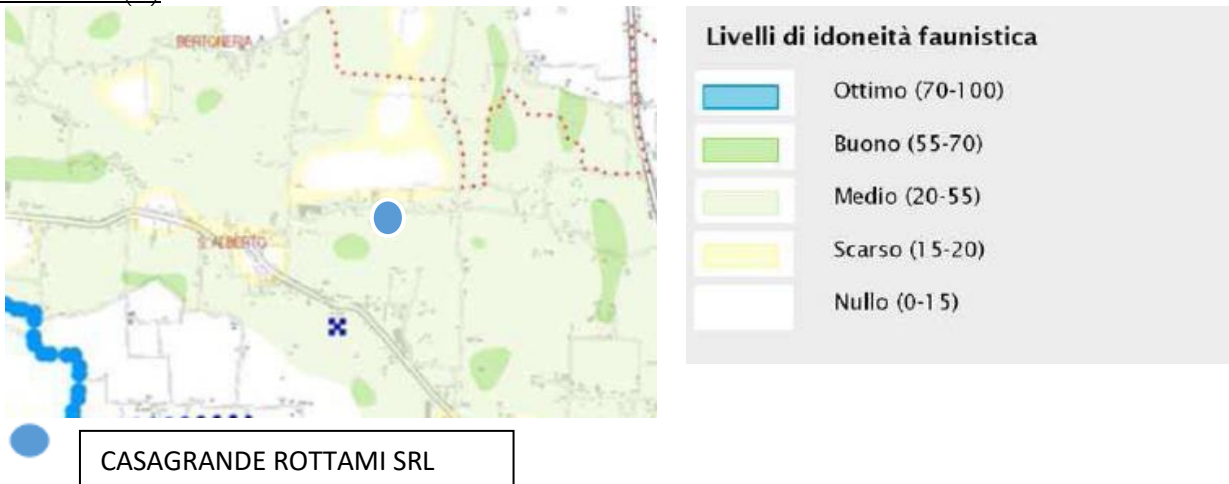 BERTONERIA
S. ALBERTO
Livelli di idoneità faunistica
Ottimo (70-100)
Buono (55-70)
Medio (20-55)
Scarso (15-20)
Nullo (0-15)
CASAGRANDE ROTTAMI SRL